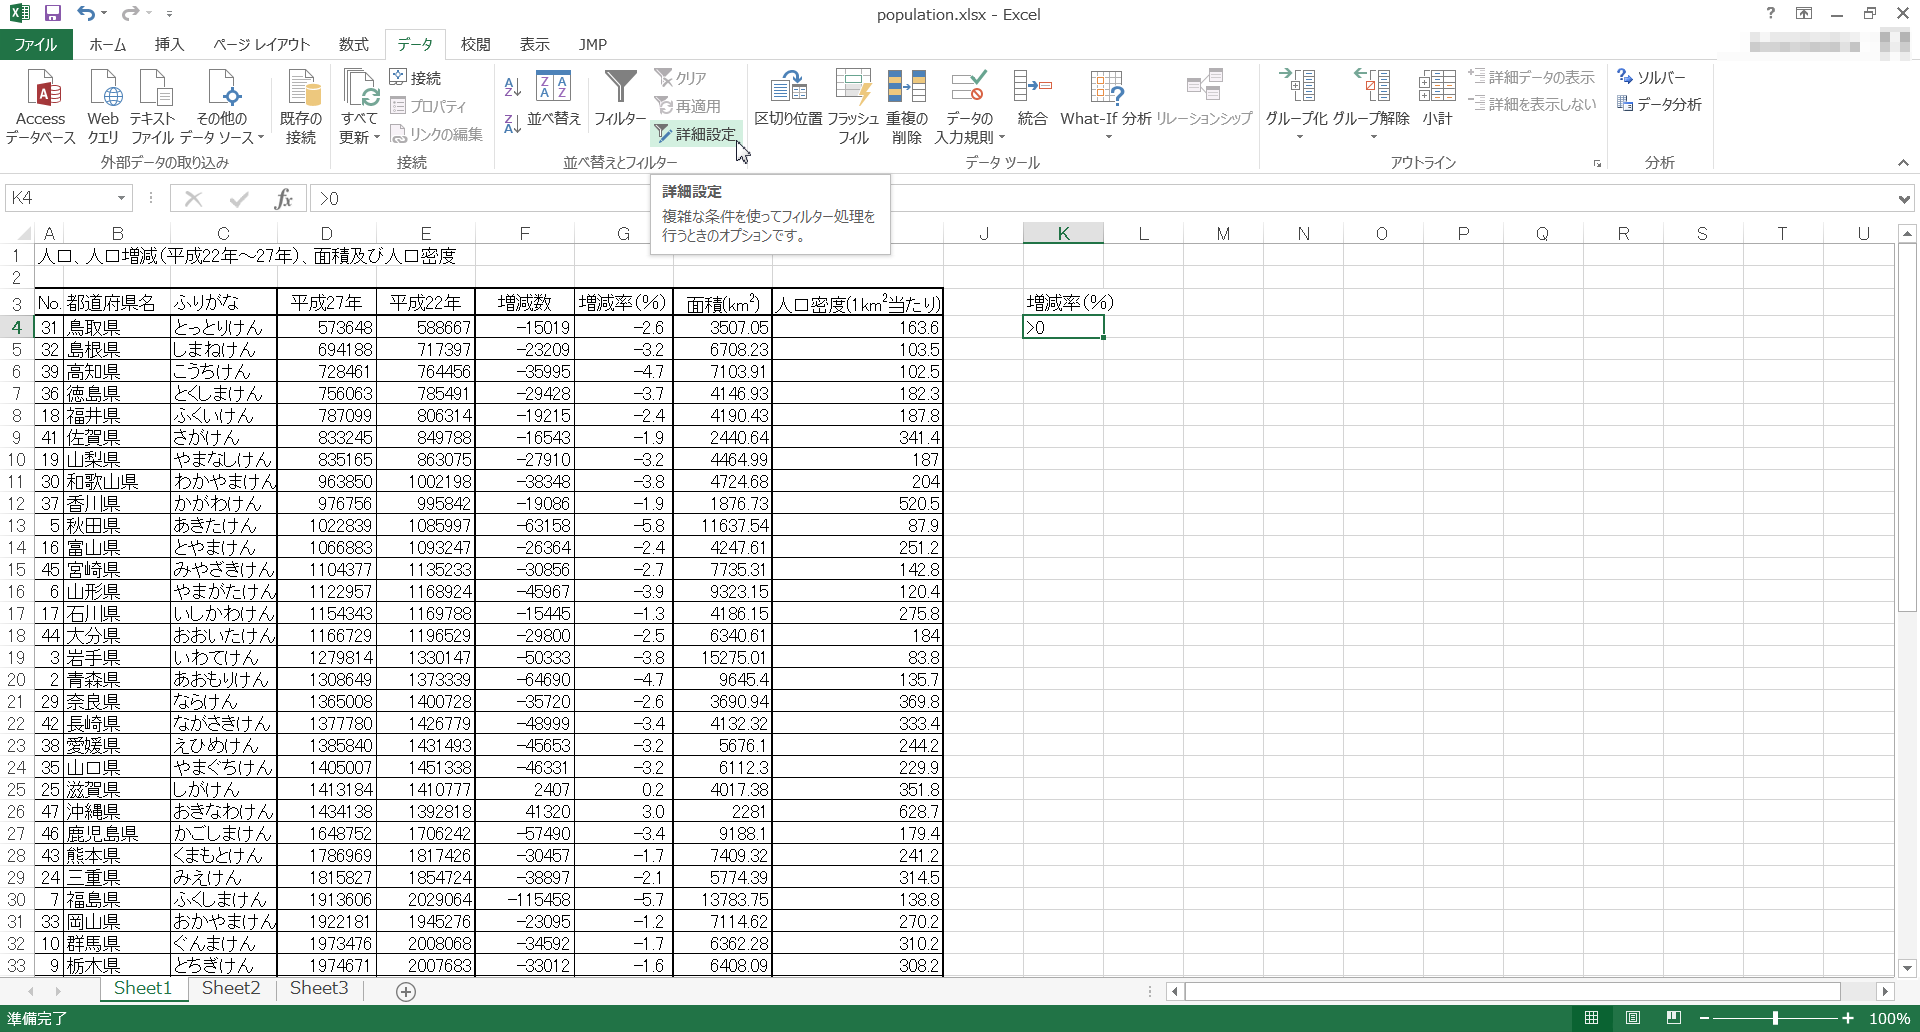 population.xlsx - Excel
ファイル ホーム 挿入 ページ レイアウト 数式 データ 校閲 表示 JMP
Access データベース
Web クエリ
テキスト ファイル
その他の データ ソース
既存の 接続
すべて 更新
接続
プロパティ
リンクの編集
並べ替え
フィルター
クリア
再適用
詳細設定
区切り位置
フラッシュ フィル
重複の 削除
データの 入力規則
統合
What-If 分析
リレーションシップ
グループ化
グループ解除
小計
詳細データの表示
詳細を表示しない
ソルバー
データ分析
外部データの取り込み 接続 並べ替えとフィルター データ ツール アウトライン 分析
K4 fx >0
詳細設定
複雑な条件を使ってフィルター処理を
行うときのオプションです。
A B C D E F G J K L M N O P Q R S T U
1 人口、人口増減(平成22年～27年)、面積及び人口密度
2
3 No. 都道府県名 ふりがな 平成27年 平成22年 増減数 増減率(%) 面積(km²) 人口密度(1km²当たり) 増減率(%)
4 31 鳥取県 とっとりけん 573648 588667 -15019 -2.6 3507.05 163.6 >0
5 32 島根県 しまねけん 694188 717397 -23209 -3.2 6708.23 103.5
6 39 高知県 こうちけん 728461 764456 -35995 -4.7 7103.91 102.5
7 36 徳島県 とくしまけん 756063 785491 -29428 -3.7 4146.93 182.3
8 18 福井県 ふくいけん 787099 806314 -19215 -2.4 4190.43 187.8
9 41 佐賀県 さがけん 833245 849788 -16543 -1.9 2440.64 341.4
10 19 山梨県 やまなしけん 835165 863075 -27910 -3.2 4464.99 187
11 30 和歌山県 わかやまけん 963850 1002198 -38348 -3.8 4724.68 204
12 37 香川県 かがわけん 976756 995842 -19086 -1.9 1876.73 520.5
13 5 秋田県 あきたけん 1022839 1085997 -63158 -5.8 11637.54 87.9
14 16 富山県 とやまけん 1066883 1093247 -26364 -2.4 4247.61 251.2
15 45 宮崎県 みやざきけん 1104377 1135233 -30856 -2.7 7735.31 142.8
16 6 山形県 やまがたけん 1122957 1168924 -45967 -3.9 9323.15 120.4
17 17 石川県 いしかわけん 1154343 1169788 -15445 -1.3 4186.15 275.8
18 44 大分県 おおいたけん 1166729 1196529 -29800 -2.5 6340.61 184
19 3 岩手県 いわてけん 1279814 1330147 -50333 -3.8 15275.01 83.8
20 2 青森県 あおもりけん 1308649 1373339 -64690 -4.7 9645.4 135.7
21 29 奈良県 ならけん 1365008 1400728 -35720 -2.6 3690.94 369.8
22 42 長崎県 ながさきけん 1377780 1426779 -48999 -3.4 4132.32 333.4
23 38 愛媛県 えひめけん 1385840 1431493 -45653 -3.2 5676.1 244.2
24 35 山口県 やまぐちけん 1405007 1451338 -46331 -3.2 6112.3 229.9
25 25 滋賀県 しがけん 1413184 1410777 2407 0.2 4017.38 351.8
26 47 沖縄県 おきなわけん 1434138 1392818 41320 3.0 2281 628.7
27 46 鹿児島県 かごしまけん 1648752 1706242 -57490 -3.4 9188.1 179.4
28 43 熊本県 くまもとけん 1786969 1817426 -30457 -1.7 7409.32 241.2
29 24 三重県 みえけん 1815827 1854724 -38897 -2.1 5774.39 314.5
30 7 福島県 ふくしまけん 1913606 2029064 -115458 -5.7 13783.75 138.8
31 33 岡山県 おかやまけん 1922181 1945276 -23095 -1.2 7114.62 270.2
32 10 群馬県 ぐんまけん 1973476 2008068 -34592 -1.7 6362.28 310.2
33 9 栃木県 とちぎけん 1974671 2007683 -33012 -1.6 6408.09 308.2
Sheet1 Sheet2 Sheet3
準備完了 100%